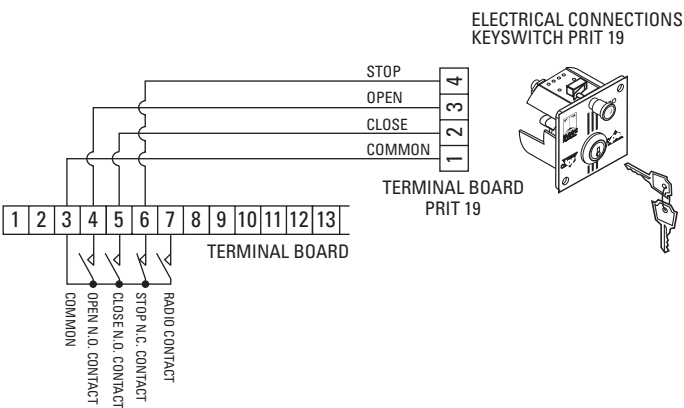 ELECTRICAL CONNECTIONS
KEYSWITCH PRIT 19
STOP
OPEN
CLOSE
COMMON
4
3
2
1
TERMINAL BOARD
PRIT 19
1 2 3 4 5 6 7 8 9 10 11 12 13
TERMINAL BOARD
COMMON
OPEN N.O. CONTACT
CLOSE N.O. CONTACT
STOP N.C. CONTACT
RADIO CONTACT